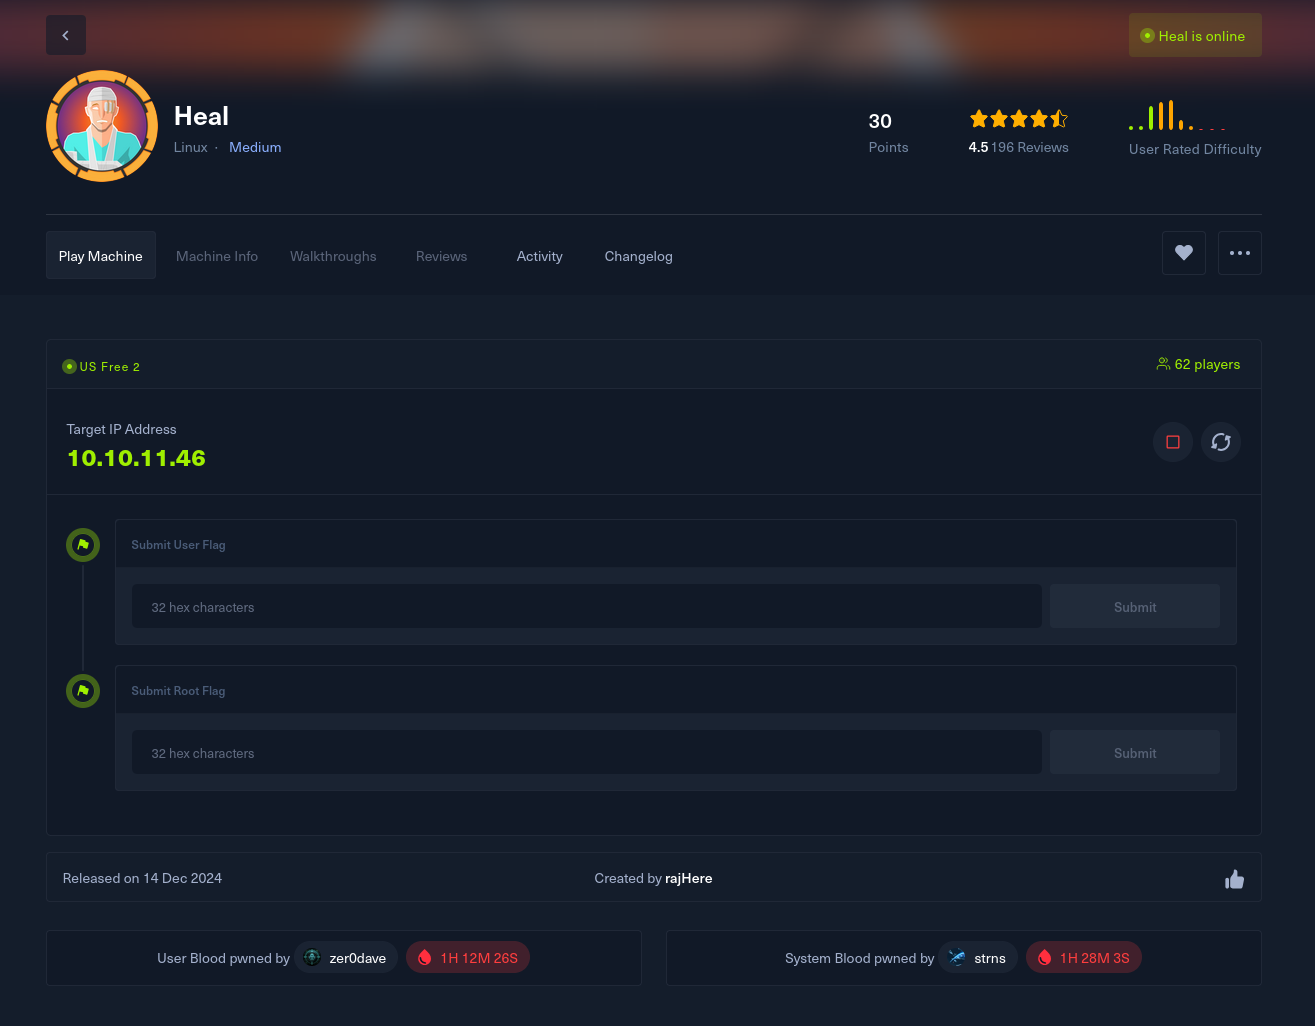 Heal is online
Heal
Linux · Medium
30
Points
4.5 196 Reviews
User Rated Difficulty
Play Machine
Machine Info
Walkthroughs
Reviews
Activity
Changelog
US Free 2
62 players
Target IP Address
10.10.11.46
Submit User Flag
32 hex characters
Submit
Submit Root Flag
32 hex characters
Submit
Released on 14 Dec 2024
Created by rajHere
User Blood pwned by zer0dave 1H 12M 26S
System Blood pwned by strns 1H 28M 3S